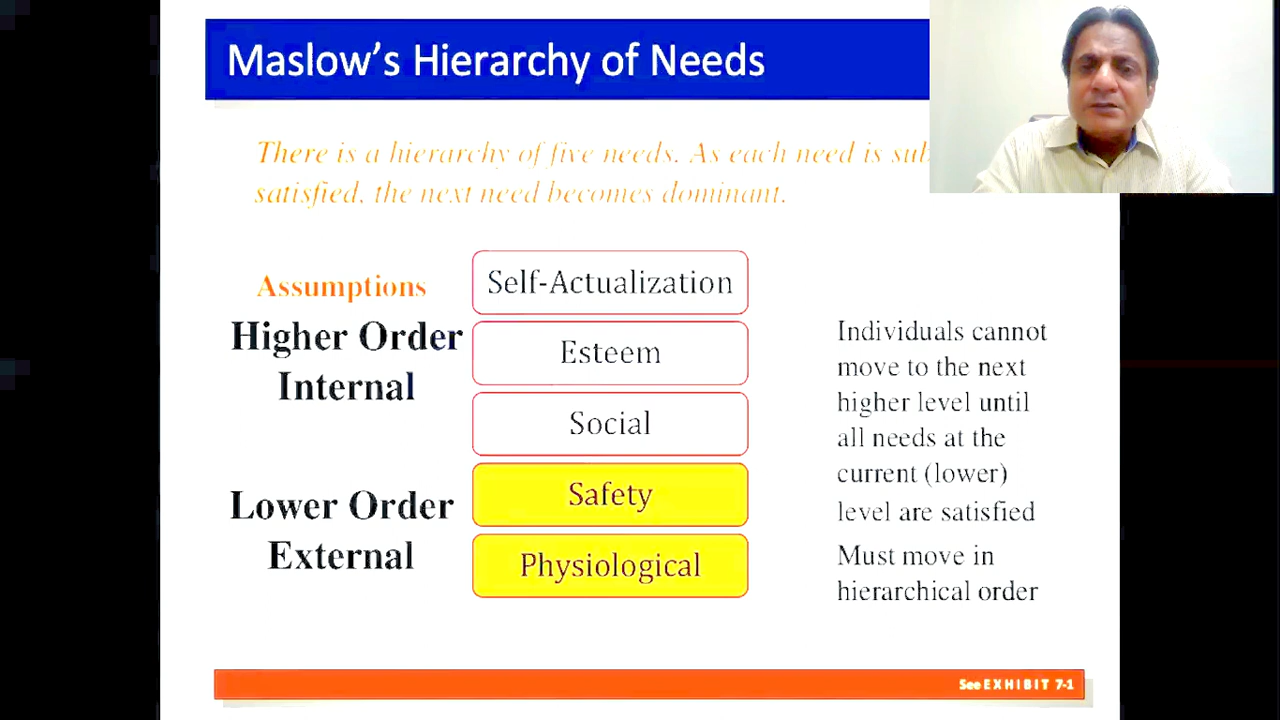 Maslow's Hierarchy of Needs
There is a hierarchy of five needs. As each need is
satisfied, the next need becomes dominant.
Assumptions
Higher Order
Internal
Lower Order
External
Self-Actualization
Esteem
Social
Safety
Physiological
Individuals cannot
move to the next
higher level until
all needs at the
current (lower)
level are satisfied
Must move in
hierarchical order
See EXHIBIT 7-1